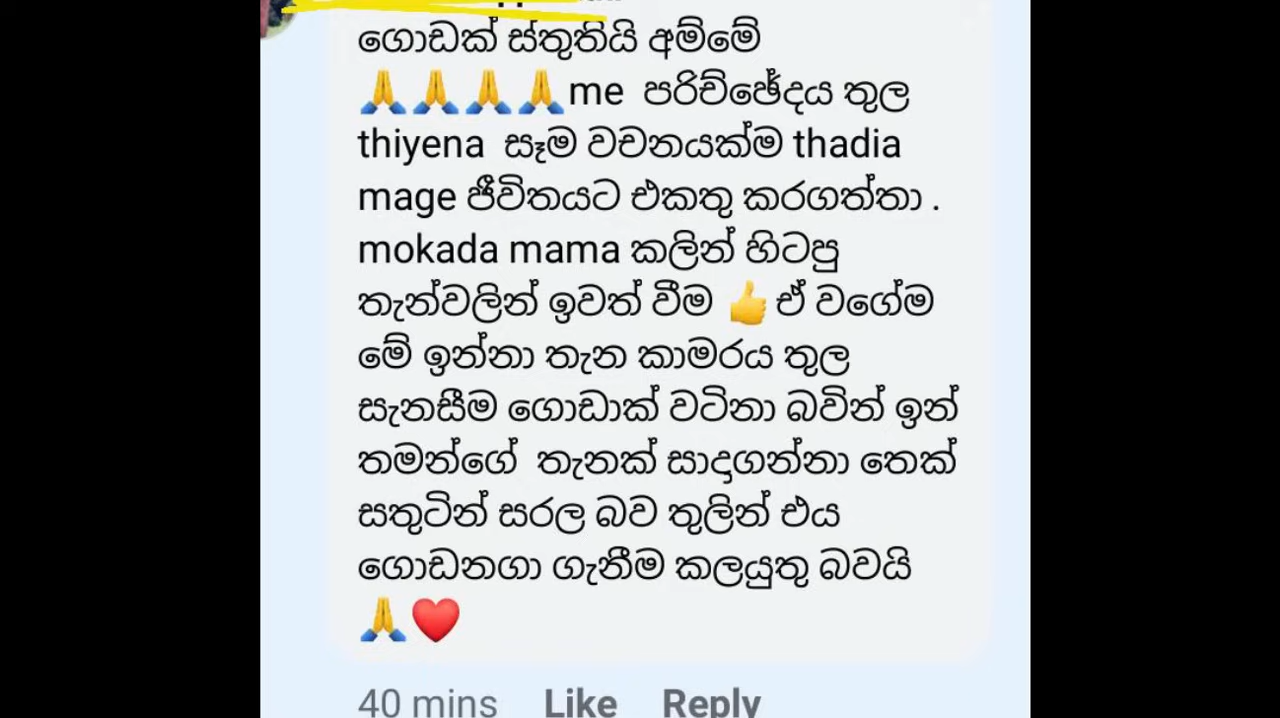 ගොඩක් ස්තුතියි අම්මේ
🙏🙏🙏🙏me පරිච්ඡේදය තුල
thiyena සෑම වචනයක්ම thadia
mage ජීවිතයට එකතු කරගත්තා .
mokada mama කලින් හිටපු
තැන්වලින් ඉවත් වීම 👍ඒ වගේම
මේ ඉන්නා තැන කාමරය තුල
සැනසීම ගොඩාක් වටිනා බවින් ඉන්
තමන්ගේ තැනක් සාදාගන්නා තෙක්
සතුටින් සරල බව තුලින් එය
ගොඩනගා ගැනීම කලයුතු බවයි
🙏❤️
40 mins Like Reply